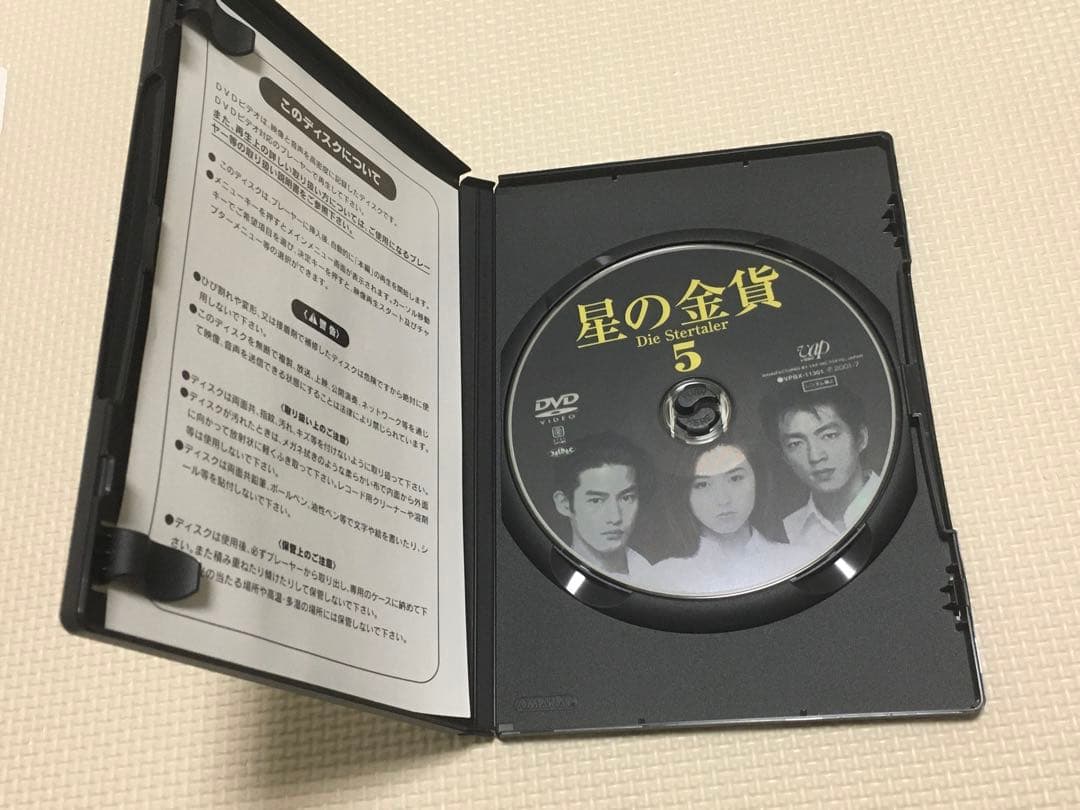 このディスクについて
DVDビデオは、映像と音声を高密度に記録したディスクです。
DVDビデオ対応のプレーヤーで再生して下さい。
また、再生上の詳しい取り扱い方については、ご使用になるプレー
ヤー等の取り扱い説明書をご参照下さい。
●このディスクは、プレーヤーに挿入後、自動的に「本編」の再生を開始します。
●メニューキーを押すとメインメニュー画面が表示されます。カーソル移動
キーでご希望項目を選び、決定キーを押すと、映像再生スタート及びチャ
プターメニュー等の選択ができます。
〈⚠警告〉
●ひび割れや変形、又は接着剤で補修したディスクは危険ですから絶対に使
用しないで下さい。
●このディスクを無断で複製、放送、上映、公開演奏、ネットワーク等を通じ
て映像、音声を送信できる状態にすることは法律により禁じられています。
〈取り扱い上のご注意〉
●ディスクは両面共、指紋、汚れ、キズ等を付けないように取り扱って下さい。
●ディスクが汚れたときは、メガネ拭きのような柔らかい布で内面から外面
に向かって放射状に軽くふき取って下さい。レコード用クリーナーや溶剤
等は使用しないで下さい。
●ディスクは両面共鉛筆、ボールペン、油性ペン等で文字や絵を書いたり、シ
ール等を貼付しないで下さい。
〈保管上のご注意〉
●ディスクは使用後、必ずプレーヤーから取り出し、専用のケースに納めて下
さい。また積み重ねたり傾けたりして保管しないで下さい。
の当たる場所や高温・多湿の場所には保管しないで下さい。
星の金貨
Die Stertaler
5
vap
●VPBX-11301 ℗2001・7
DVD
VIDEO